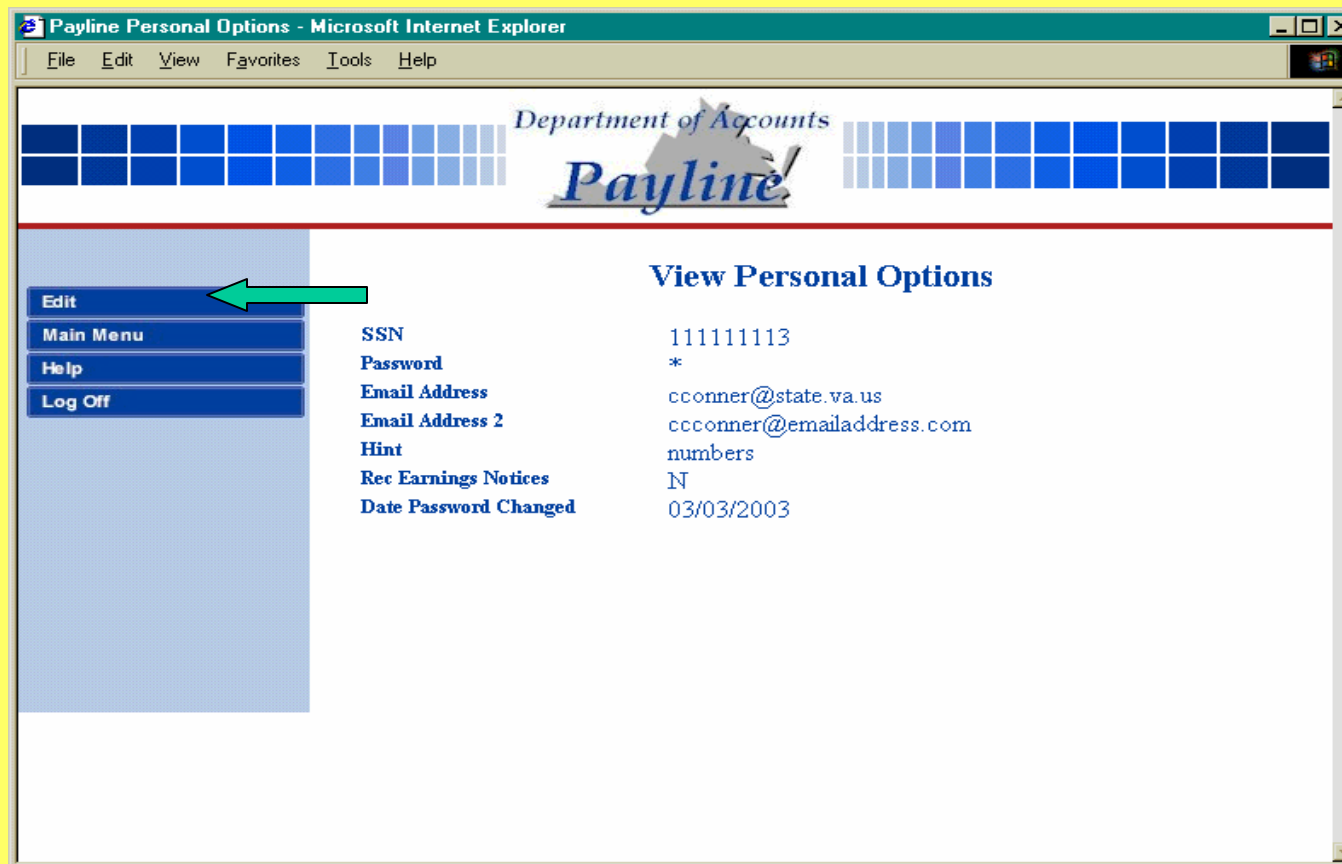 Payline Personal Options - Microsoft Internet Explorer
File Edit View Favorites Tools Help
Department of Accounts
Payline!
View Personal Options
Edit
Main Menu
Help
Log Off
SSN 111111113
Password *
Email Address cconner@state.va.us
Email Address 2 ccconner@emailaddress.com
Hint numbers
Rec Earnings Notices N
Date Password Changed 03/03/2003